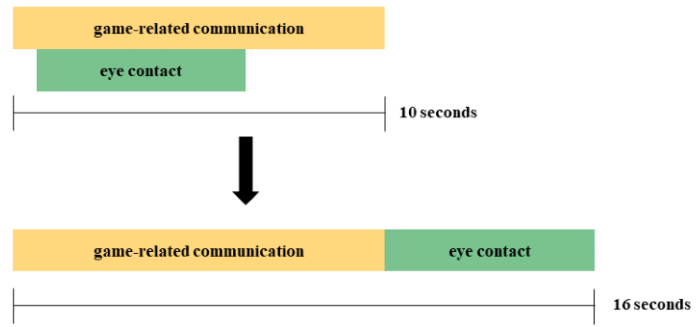 game-related communication
eye contact
10 seconds
game-related communication
eye contact
16 seconds